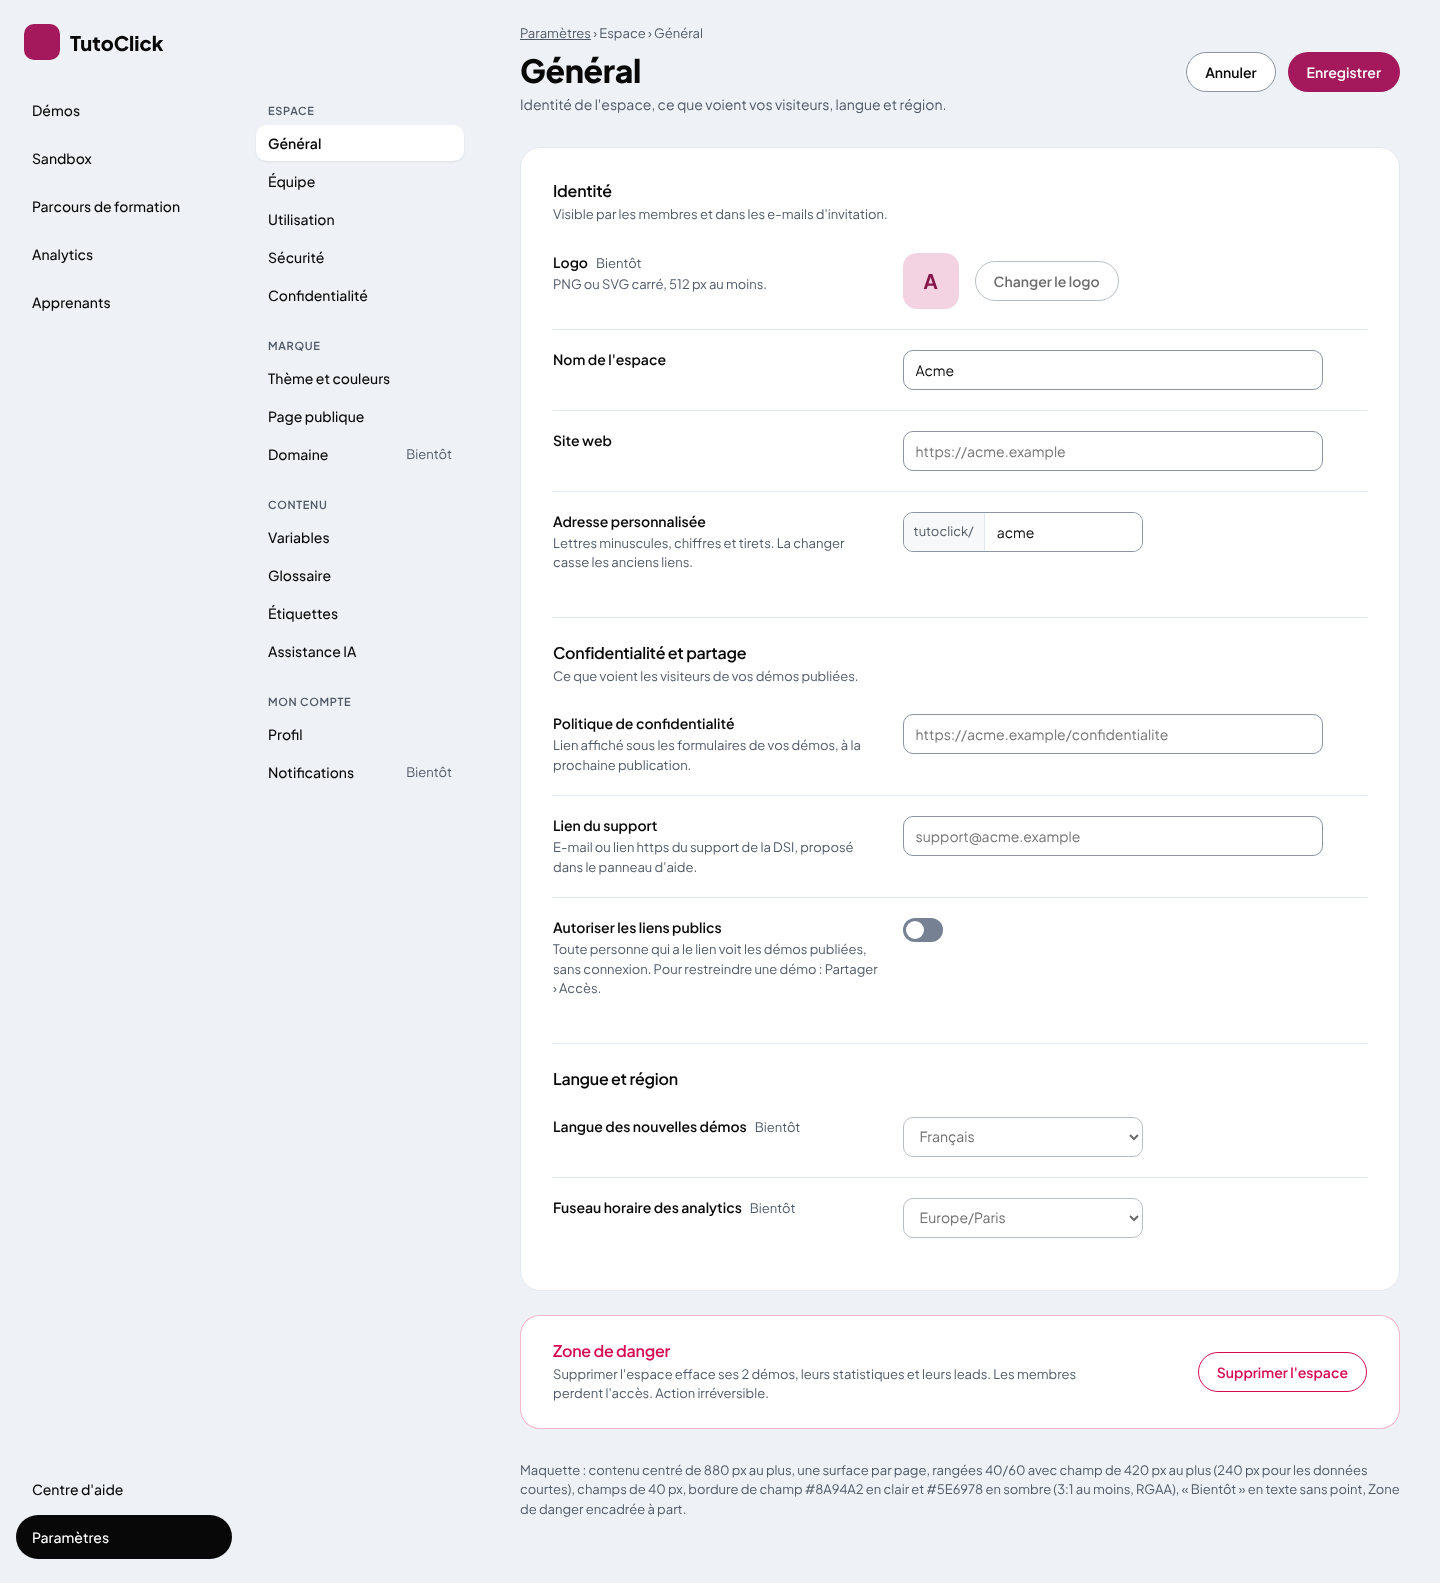 TutoClick
Démos
Sandbox
Parcours de formation
Analytics
Apprenants
Centre d'aide
Paramètres
ESPACE
Général
Équipe
Utilisation
Sécurité
Confidentialité
MARQUE
Thème et couleurs
Page publique
Domaine Bientôt
CONTENU
Variables
Glossaire
Étiquettes
Assistance IA
MON COMPTE
Profil
Notifications Bientôt
Paramètres › Espace › Général
Général
Identité de l'espace, ce que voient vos visiteurs, langue et région.
Annuler
Enregistrer
Identité
Visible par les membres et dans les e-mails d'invitation.
Logo Bientôt
PNG ou SVG carré, 512 px au moins.
A
Changer le logo
Nom de l'espace
Acme
Site web
https://acme.example
Adresse personnalisée
Lettres minuscules, chiffres et tirets. La changer
casse les anciens liens.
tutoclick/ acme
Confidentialité et partage
Ce que voient les visiteurs de vos démos publiées.
Politique de confidentialité
Lien affiché sous les formulaires de vos démos, à la
prochaine publication.
https://acme.example/confidentialite
Lien du support
E-mail ou lien https du support de la DSI, proposé
dans le panneau d'aide.
support@acme.example
Autoriser les liens publics
Toute personne qui a le lien voit les démos publiées,
sans connexion. Pour restreindre une démo : Partager
› Accès.
Langue et région
Langue des nouvelles démos Bientôt
Français
Fuseau horaire des analytics Bientôt
Europe/Paris
Zone de danger
Supprimer l'espace efface ses 2 démos, leurs statistiques et leurs leads. Les membres
perdent l'accès. Action irréversible.
Supprimer l'espace
Maquette : contenu centré de 880 px au plus, une surface par page, rangées 40/60 avec champ de 420 px au plus (240 px pour les données
courtes), champs de 40 px, bordure de champ #8A94A2 en clair et #5E6978 en sombre (3:1 au moins, RGAA), « Bientôt » en texte sans point, Zone
de danger encadrée à part.